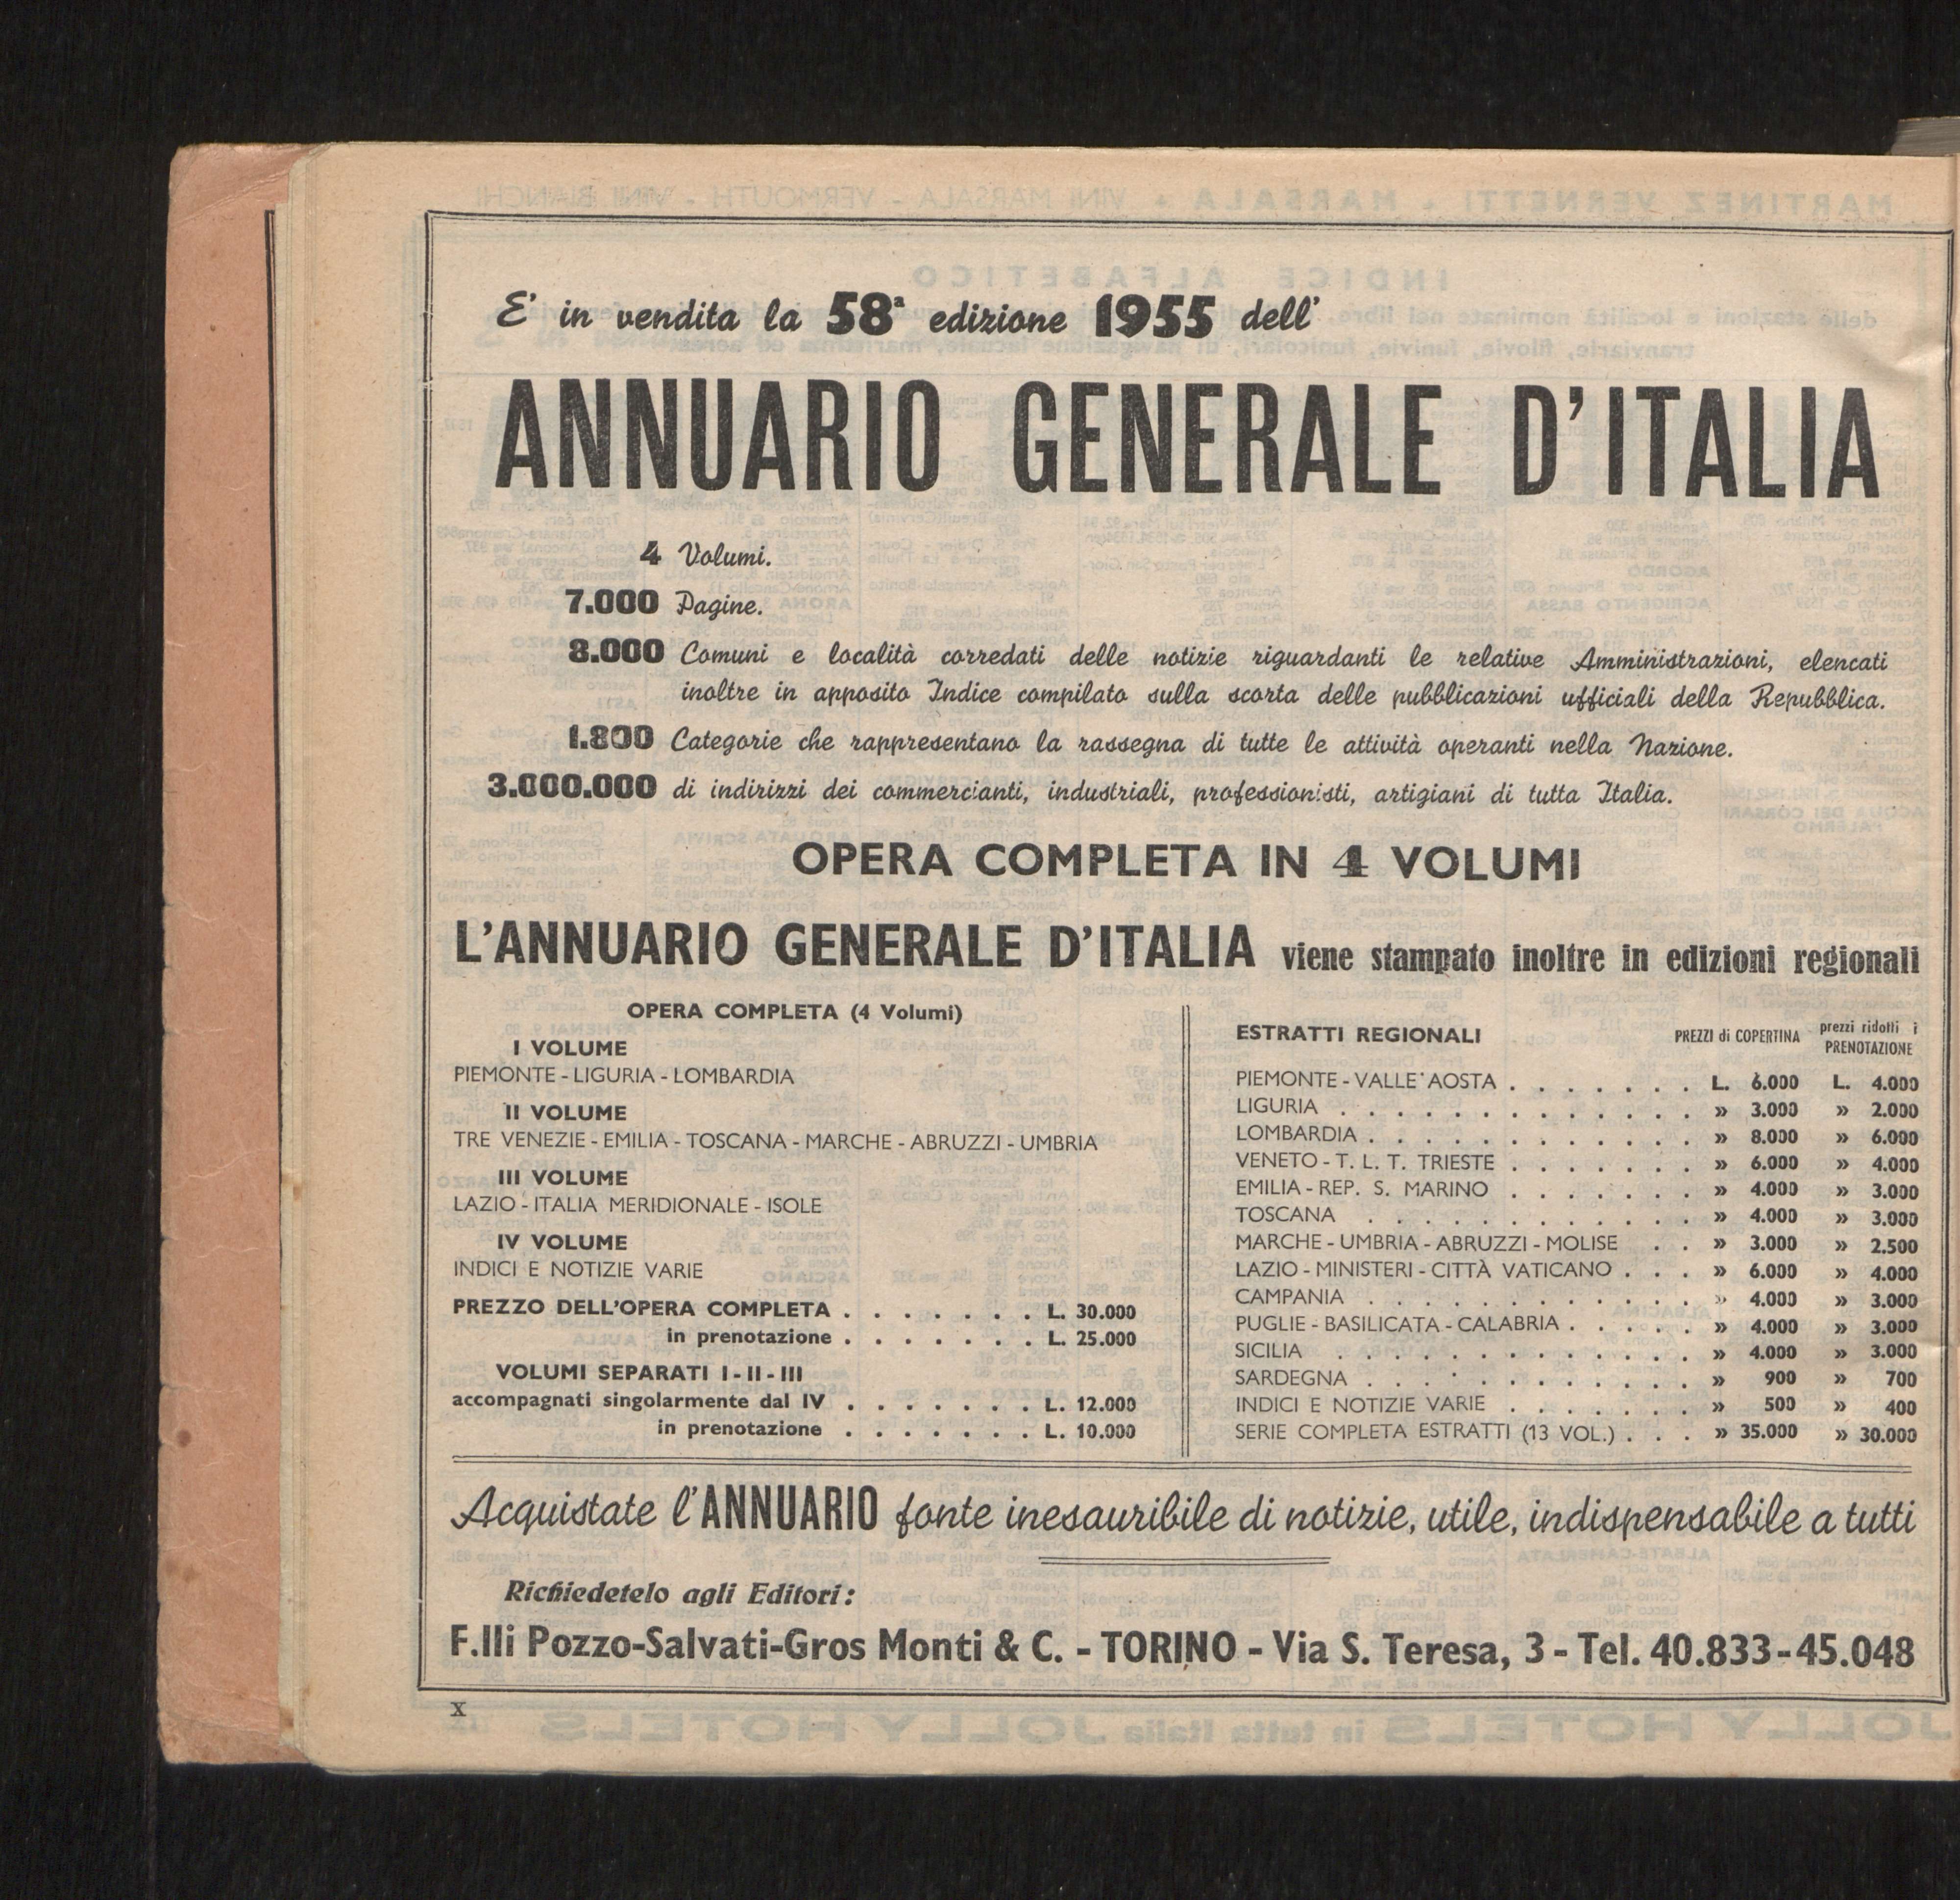 E' in vendita la 58ª edizione 1955 dell'
ANNUARIO GENERALE D'ITALIA
4 Volumi.
7.000 Pagine.
8.000 Comuni e località corredati delle notizie riguardanti le relative Amministrazioni, elencati
inoltre in apposito Indice compilato sulla scorta delle pubblicazioni ufficiali della Repubblica.
1.800 Categorie che rappresentano la rassegna di tutte le attività operanti nella Nazione.
3.000.000 di indirizzi dei commercianti, industriali, professionisti, artigiani di tutta Italia.
OPERA COMPLETA IN 4 VOLUMI
L'ANNUARIO GENERALE D'ITALIA viene stampato inoltre in edizioni regionali
OPERA COMPLETA (4 Volumi)
I VOLUME
PIEMONTE - LIGURIA - LOMBARDIA
II VOLUME
TRE VENEZIE - EMILIA - TOSCANA - MARCHE - ABRUZZI - UMBRIA
III VOLUME
LAZIO - ITALIA MERIDIONALE - ISOLE
IV VOLUME
INDICI E NOTIZIE VARIE
PREZZO DELL'OPERA COMPLETA . . . . . . . L. 30.000
in prenotazione . . . . . . . L. 25.000
VOLUMI SEPARATI I - II - III
accompagnati singolarmente dal IV . . . . . . . L. 12.000
in prenotazione . . . . . . . L. 10.000
ESTRATTI REGIONALI PREZZI di COPERTINA prezzi ridotti i
PRENOTAZIONE
PIEMONTE - VALLE' AOSTA . . . . . . . L. 6.000 L. 4.000
LIGURIA . . . . . . . . . . . . . . » 3.000 » 2.000
LOMBARDIA . . . . . . . . . . . . . » 8.000 » 6.000
VENETO - T. L. T. TRIESTE . . . . . . . » 6.000 » 4.000
EMILIA - REP. S. MARINO . . . . . . . » 4.000 » 3.000
TOSCANA . . . . . . . . . . . . . » 4.000 » 3.000
MARCHE - UMBRIA - ABRUZZI - MOLISE . . » 3.000 » 2.500
LAZIO - MINISTERI - CITTÀ VATICANO . . . » 6.000 » 4.000
CAMPANIA . . . . . . . . . . . . . » 4.000 » 3.000
PUGLIE - BASILICATA - CALABRIA . . . . . » 4.000 » 3.000
SICILIA . . . . . . . . . . . . . . » 4.000 » 3.000
SARDEGNA . . . . . . . . . . . . . » 900 » 700
INDICI E NOTIZIE VARIE . . . . . . . » 500 » 400
SERIE COMPLETA ESTRATTI (13 VOL.) . . . » 35.000 » 30.000
Acquistate l'ANNUARIO fonte inesauribile di notizie, utile, indispensabile a tutti
Richiedetelo agli Editori:
F.lli Pozzo-Salvati-Gros Monti & C. - TORINO - Via S. Teresa, 3 - Tel. 40.833-45.048
X